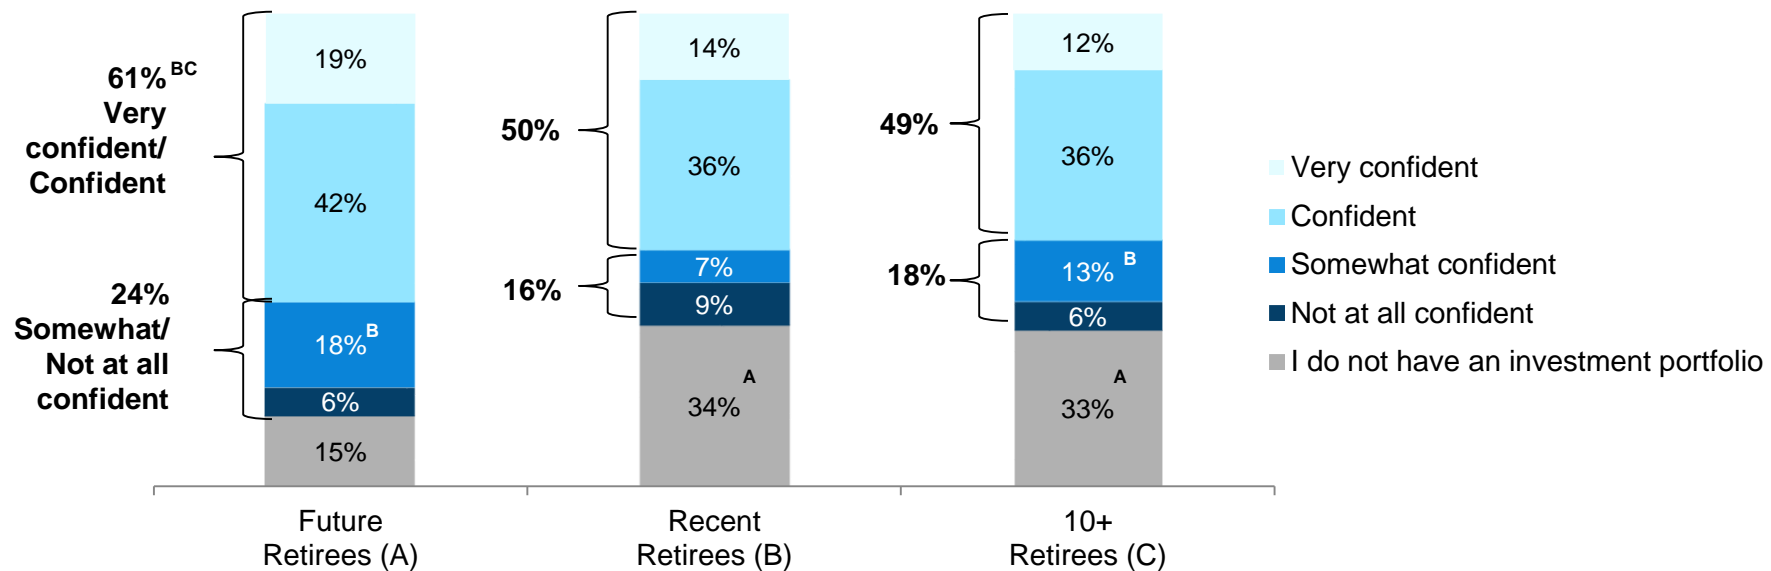 61% BC
Very
confident/
Confident
24%
Somewhat/
Not at all
confident
19%
42%
18% B
6%
15%
50%
16%
14%
36%
7%
9%
A
34%
49%
18%
12%
36%
13% B
6%
A
33%
Very confident
Confident
Somewhat confident
Not at all confident
I do not have an investment portfolio
Future
Retirees (A)
Recent
Retirees (B)
10+
Retirees (C)